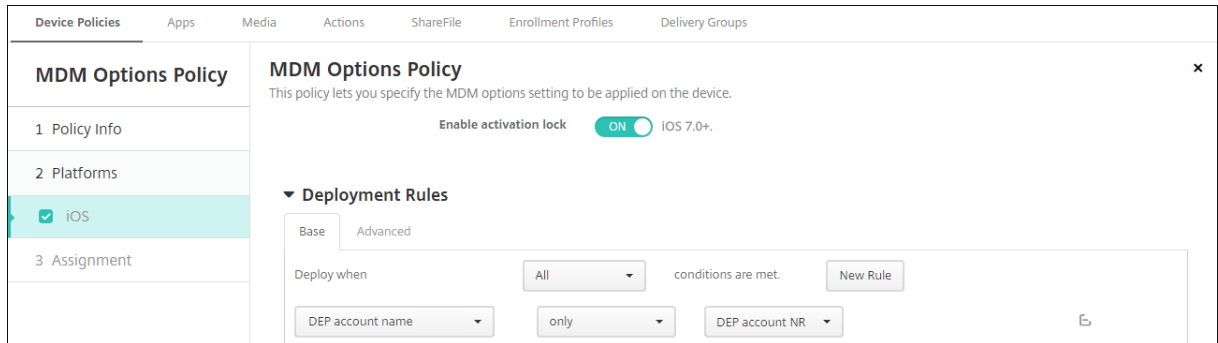 Device Policies Apps Media Actions ShareFile Enrollment Profiles Delivery Groups
MDM Options Policy
1 Policy Info
2 Platforms
iOS
3 Assignment
MDM Options Policy
This policy lets you specify the MDM options setting to be applied on the device.
Enable activation lock ON iOS 7.0+.
Deployment Rules
Base Advanced
Deploy when All conditions are met. New Rule
DEP account name only DEP account NR